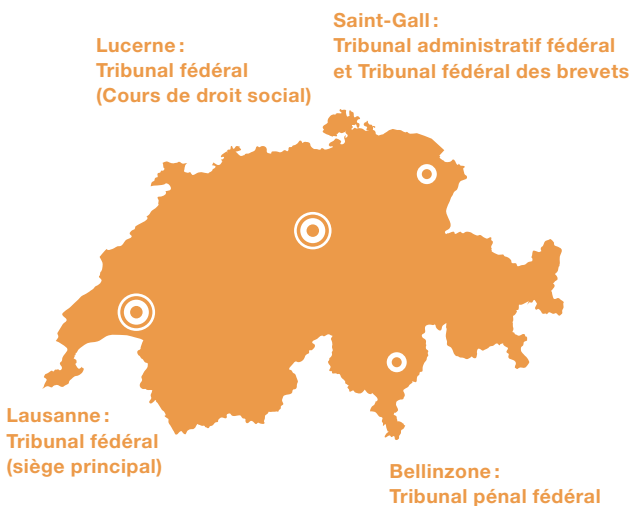 Saint-Gall :
Tribunal administratif fédéral
et Tribunal fédéral des brevets
Lucerne :
Tribunal fédéral
(Cours de droit social)
Lausanne :
Tribunal fédéral
(siège principal)
Bellinzone :
Tribunal pénal fédéral